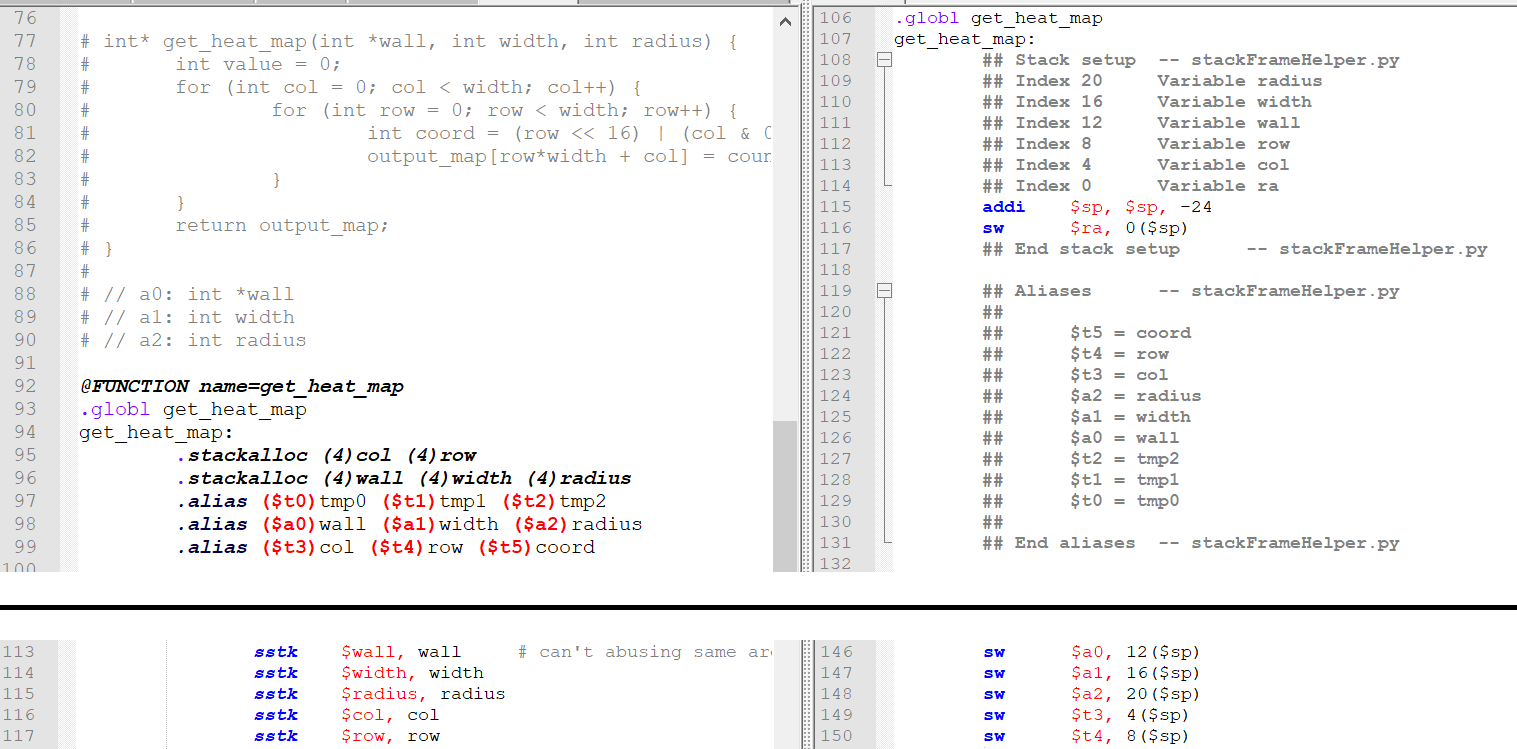 76
77 # int* get_heat_map(int *wall, int width, int radius) {
78 # int value = 0;
79 # for (int col = 0; col < width; col++) {
80 # for (int row = 0; row < width; row++) {
81 # int coord = (row << 16) | (col &
82 # output_map[row*width + col] =
83 # }
84 # }
85 # return output_map;
86 # }
87 #
88 # // a0: int *wall
89 # // a1: int width
90 # // a2: int radius
91
92 @FUNCTION name=get_heat_map
93 .globl get_heat_map
94 get_heat_map:
95 .stackalloc (4)col (4)row
96 .stackalloc (4)wall (4)width (4)radius
97 .alias ($t0)tmp0 ($t1)tmp1 ($t2)tmp2
98 .alias ($a0)wall ($a1)width ($a2)radius
99 .alias ($t3)col ($t4)row ($t5)coord
100
106 .globl get_heat_map
107 get_heat_map:
108 ## Stack setup -- stackFrameHelper.py
109 ## Index 20 Variable radius
110 ## Index 16 Variable width
111 ## Index 12 Variable wall
112 ## Index 8 Variable row
113 ## Index 4 Variable col
114 ## Index 0 Variable ra
115 addi $sp, $sp, -24
116 sw $ra, 0($sp)
117 ## End stack setup -- stackFrameHelper.py
118
119 ## Aliases -- stackFrameHelper.py
120 ##
121 ## $t5 = coord
122 ## $t4 = row
123 ## $t3 = col
124 ## $a2 = radius
125 ## $a1 = width
126 ## $a0 = wall
127 ## $t2 = tmp2
128 ## $t1 = tmp1
129 ## $t0 = tmp0
130 ##
131 ## End aliases -- stackFrameHelper.py
132
113 sstk $wall, wall # can't abusing same
114 sstk $width, width
115 sstk $radius, radius
116 sstk $col, col
117 sstk $row, row
146 sw $a0, 12($sp)
147 sw $a1, 16($sp)
148 sw $a2, 20($sp)
149 sw $t3, 4($sp)
150 sw $t4, 8($sp)